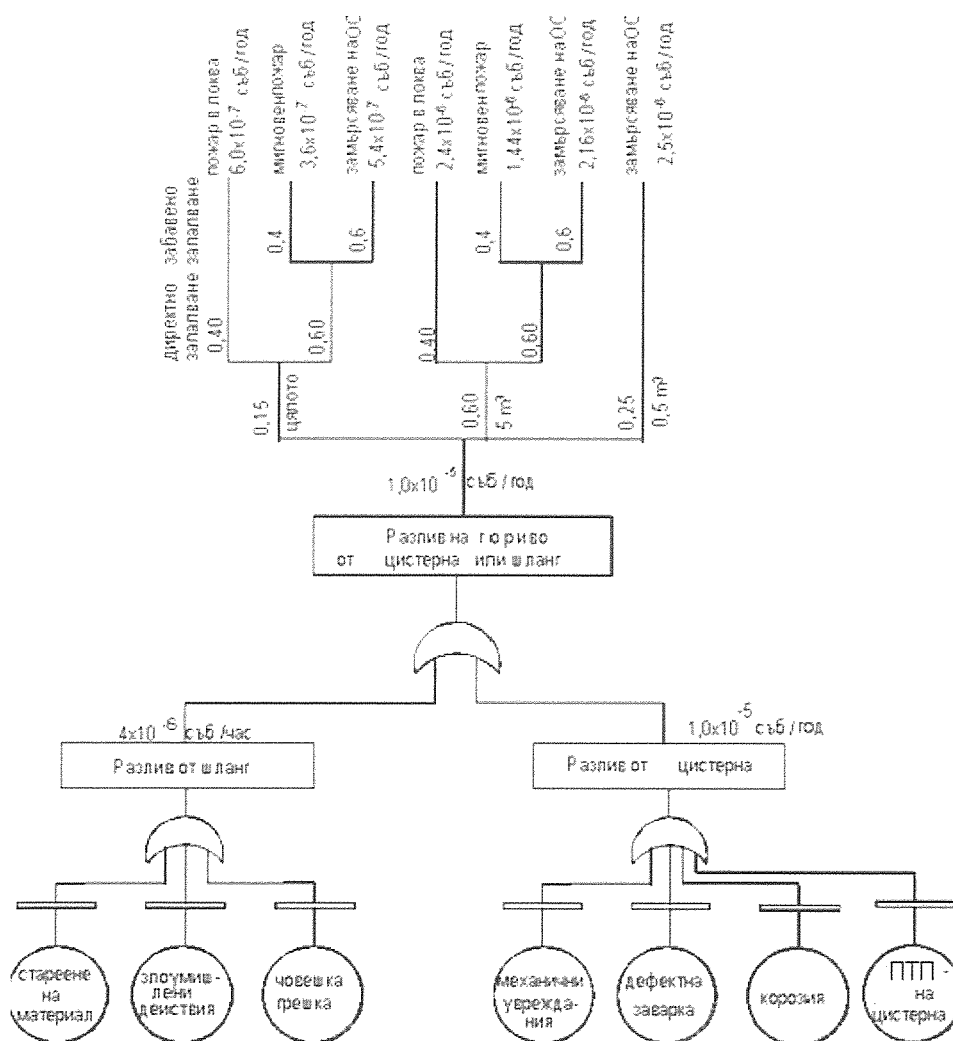 директно забавено
запалване запалване
пожар в локва
6,0x10⁻⁷ съб/год
мигновен пожар
3,6x10⁻⁷ съб/год
замърсяване на ОС
5,4x10⁻⁷ съб/год
пожар в локва
2,4x10⁻⁶ съб/год
мигновен пожар
1,44x10⁻⁶ съб/год
замърсяване на ОС
2,16x10⁻⁶ съб/год
замърсяване на ОС
2,5x10⁻⁶ съб/год
0,4
0,6
0,4
0,6
0,40
0,60
0,40
0,60
0,15
цялото
0,60
5 m³
0,25
0,5 m³
1,0x10⁻⁵ съб/год
Разлив на гориво
от цистерна или шланг
4x10⁻⁶ съб/час
1,0x10⁻⁵ съб/год
Разлив от шланг
Разлив от цистерна
стареене
на
материал
злоумиш-
лени
действия
човешка
грешка
механични
уврежда-
ния
дефектна
заварка
корозия
ПТП -
на
цистерна